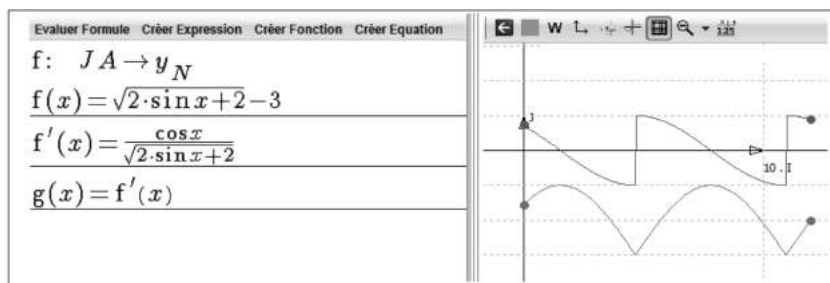 Evaluer Formule Créer Expression Créer Fonction Créer Equation
W 1.25
f: J A → y_N
f(x) = √(2·sin x+2) − 3
f′(x) = cos x / √(2·sin x+2)
g(x) = f′(x)
J
10 . I